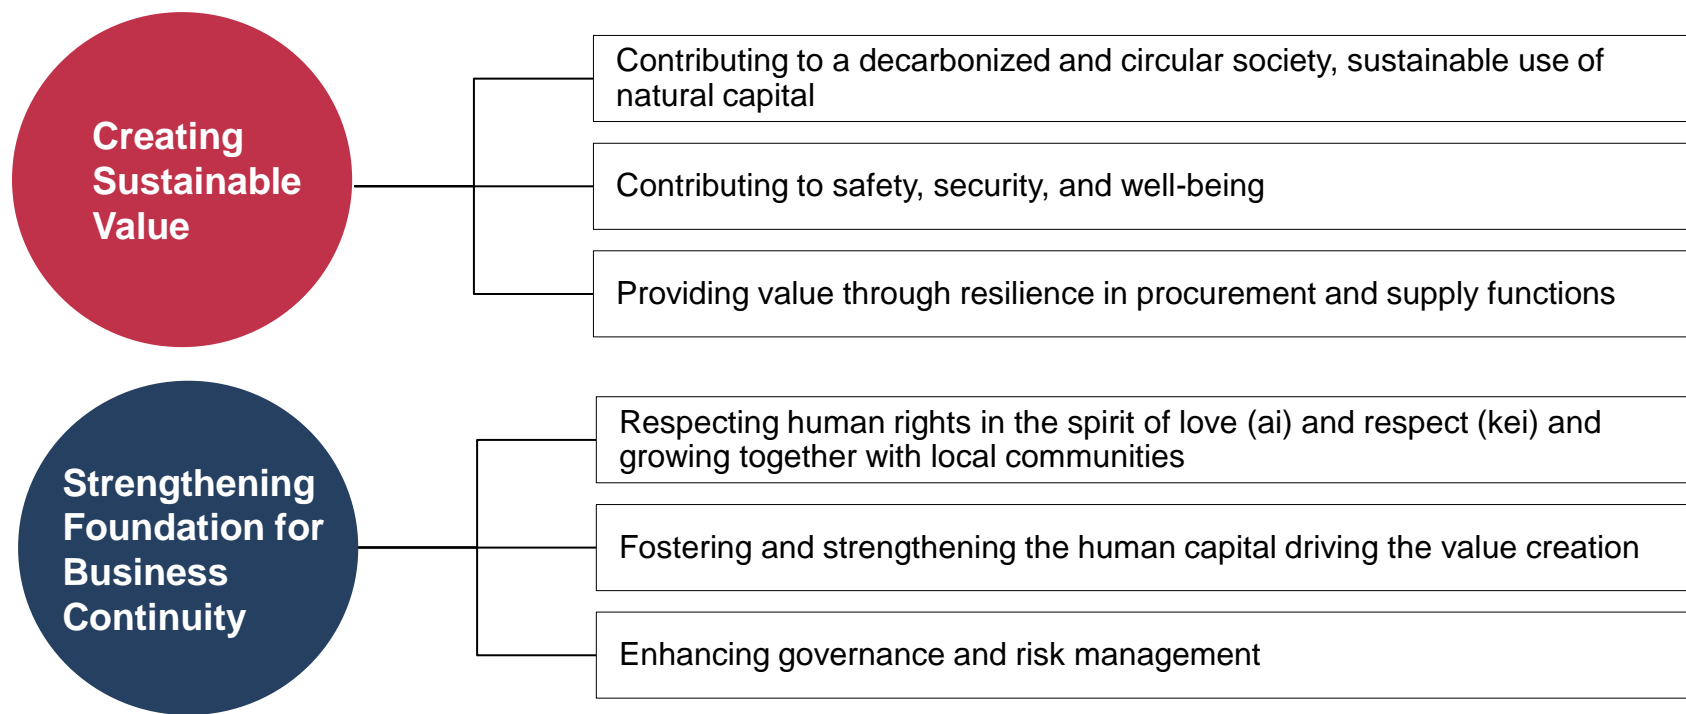 Creating
Sustainable
Value
Contributing to a decarbonized and circular society, sustainable use of
natural capital
Contributing to safety, security, and well-being
Providing value through resilience in procurement and supply functions
Strengthening
Foundation for
Business
Continuity
Respecting human rights in the spirit of love (ai) and respect (kei) and
growing together with local communities
Fostering and strengthening the human capital driving the value creation
Enhancing governance and risk management